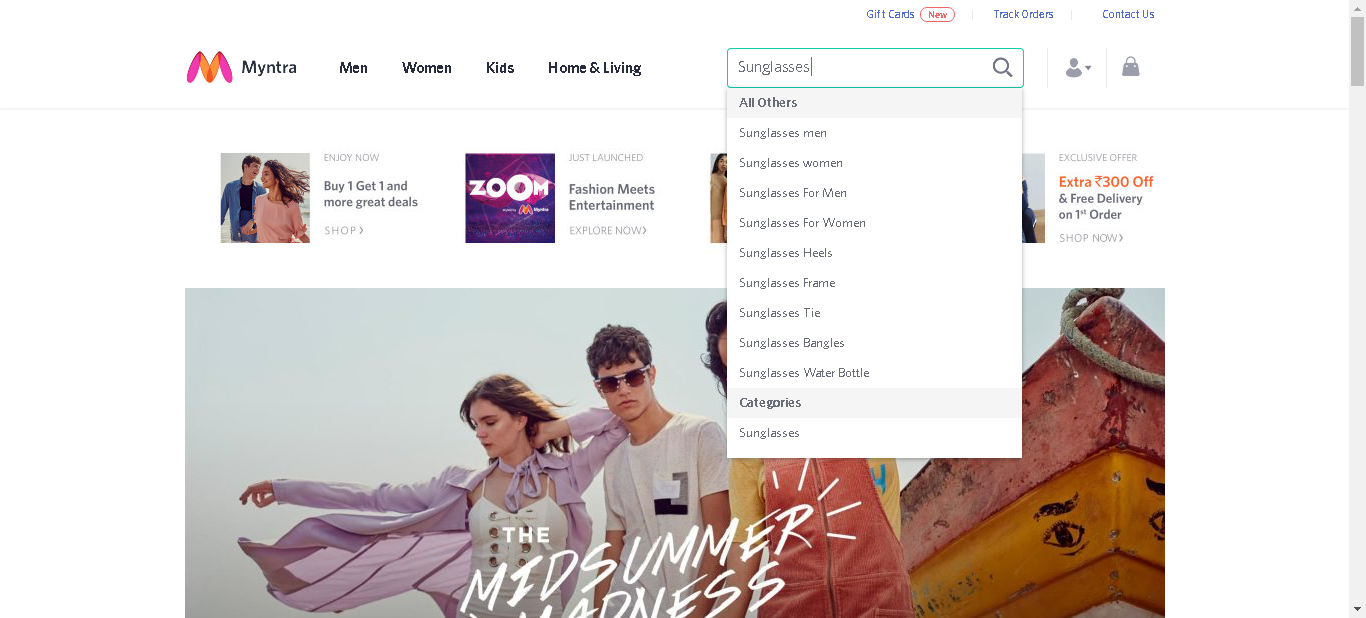 Gift Cards New Track Orders Contact Us
Myntra Men Women Kids Home & Living Sunglasses
All Others
Sunglasses men
Sunglasses women
Sunglasses For Men
Sunglasses For Women
Sunglasses Heels
Sunglasses Frame
Sunglasses Tie
Sunglasses Bangles
Sunglasses Water Bottle
Categories
Sunglasses
ENJOY NOW
Buy 1 Get 1 and
more great deals
SHOP >
ZOOM
Myntra
JUST LAUNCHED
Fashion Meets
Entertainment
EXPLORE NOW>
EXCLUSIVE OFFER
Extra ₹300 Off
& Free Delivery
on 1st Order
SHOP NOW>
THE
MIDSUMMER
MADNESS